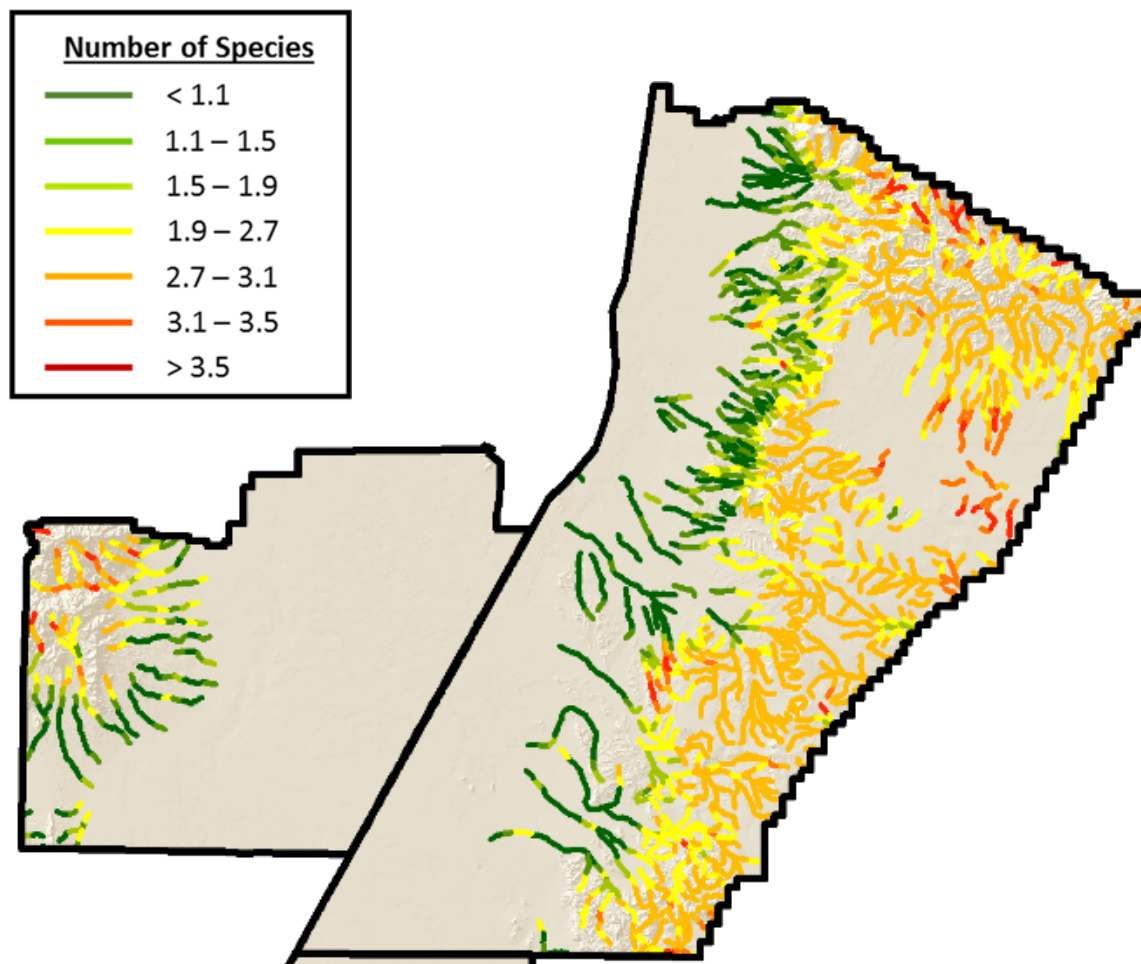 Number of Species
< 1.1
1.1 – 1.5
1.5 – 1.9
1.9 – 2.7
2.7 – 3.1
3.1 – 3.5
> 3.5